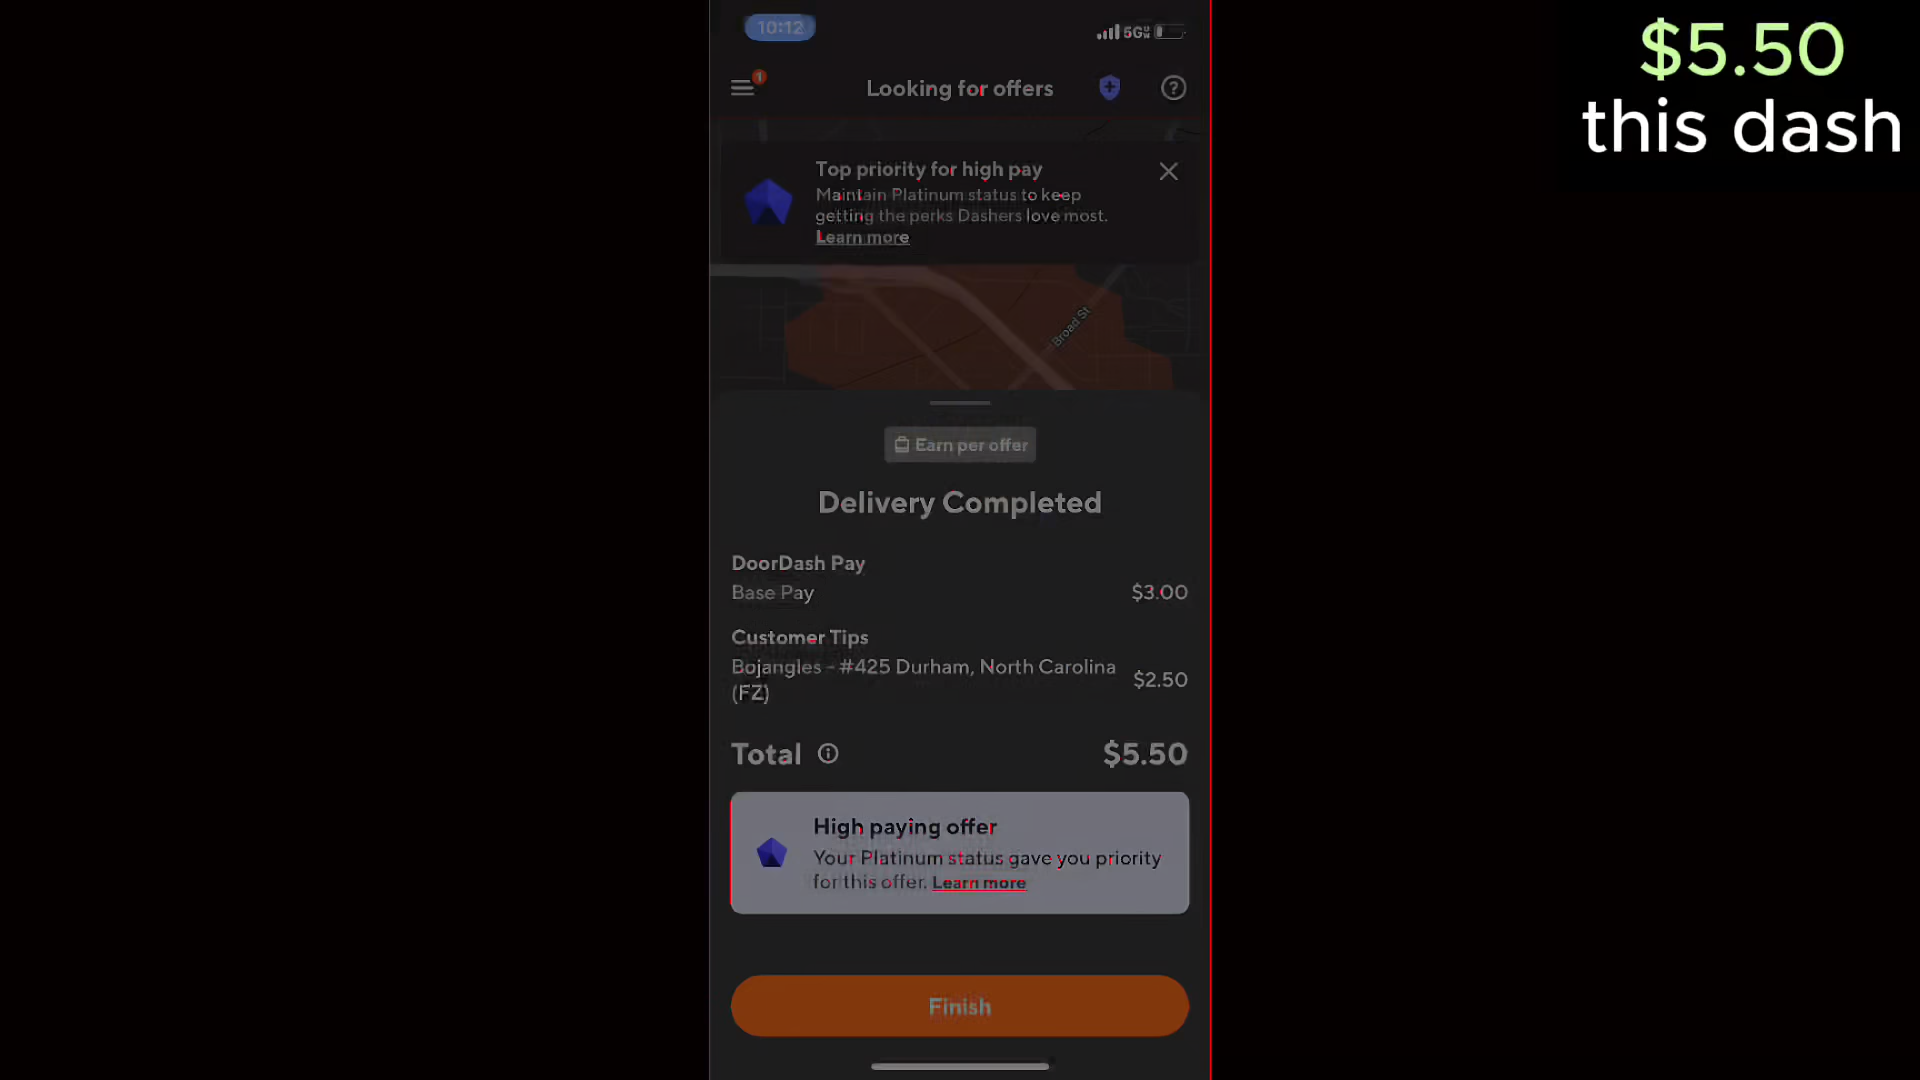 $5.50
this dash
10:12
5G
1
Looking for offers
Top priority for high pay
Maintain Platinum status to keep
getting the perks Dashers love most.
Learn more
Broad St
Earn per offer
Delivery Completed
DoorDash Pay
Base Pay $3.00
Customer Tips
Bojangles - #425 Durham, North Carolina
(FZ) $2.50
Total $5.50
High paying offer
Your Platinum status gave you priority
for this offer. Learn more
Finish